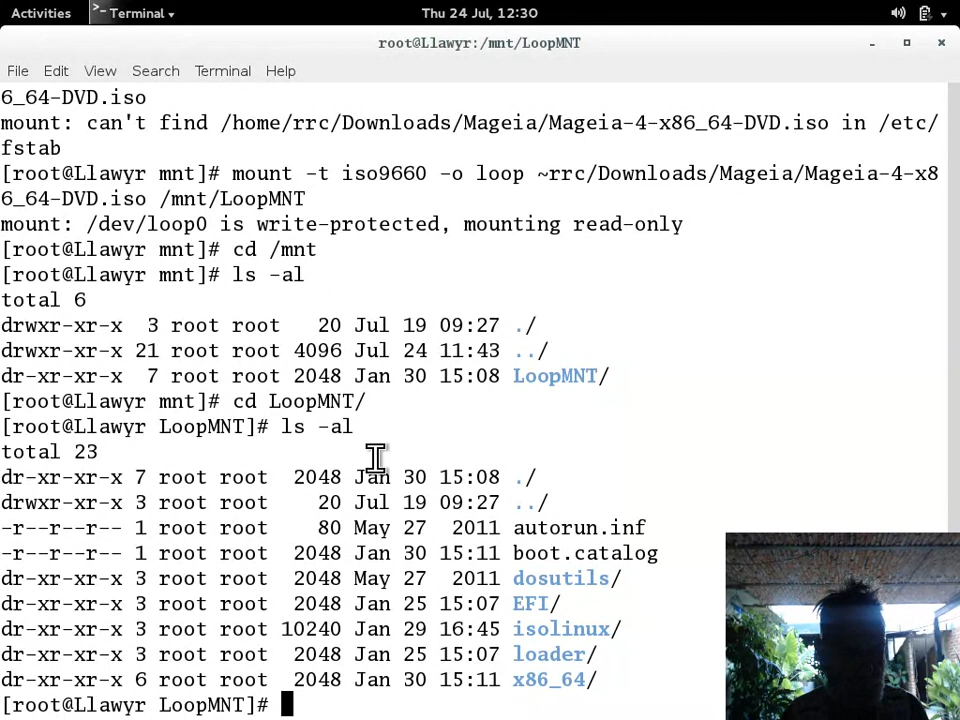 Activities Terminal Thu 24 Jul, 12:30
root@Llawyr:/mnt/LoopMNT
File Edit View Search Terminal Help
6_64-DVD.iso
mount: can't find /home/rrc/Downloads/Mageia/Mageia-4-x86_64-DVD.iso in /etc/
fstab
[root@Llawyr mnt]# mount -t iso9660 -o loop ~rrc/Downloads/Mageia/Mageia-4-x8
6_64-DVD.iso /mnt/LoopMNT
mount: /dev/loop0 is write-protected, mounting read-only
[root@Llawyr mnt]# cd /mnt
[root@Llawyr mnt]# ls -al
total 6
drwxr-xr-x  3 root root   20 Jul 19 09:27 ./
drwxr-xr-x 21 root root 4096 Jul 24 11:43 ../
dr-xr-xr-x  7 root root 2048 Jan 30 15:08 LoopMNT/
[root@Llawyr mnt]# cd LoopMNT/
[root@Llawyr LoopMNT]# ls -al
total 23
dr-xr-xr-x 7 root root  2048 Jan 30 15:08 ./
drwxr-xr-x 3 root root    20 Jul 19 09:27 ../
-r--r--r-- 1 root root    80 May 27  2011 autorun.inf
-r--r--r-- 1 root root  2048 Jan 30 15:11 boot.catalog
dr-xr-xr-x 3 root root  2048 May 27  2011 dosutils/
dr-xr-xr-x 3 root root  2048 Jan 25 15:07 EFI/
dr-xr-xr-x 3 root root 10240 Jan 29 16:45 isolinux/
dr-xr-xr-x 3 root root  2048 Jan 25 15:07 loader/
dr-xr-xr-x 6 root root  2048 Jan 30 15:11 x86_64/
[root@Llawyr LoopMNT]#